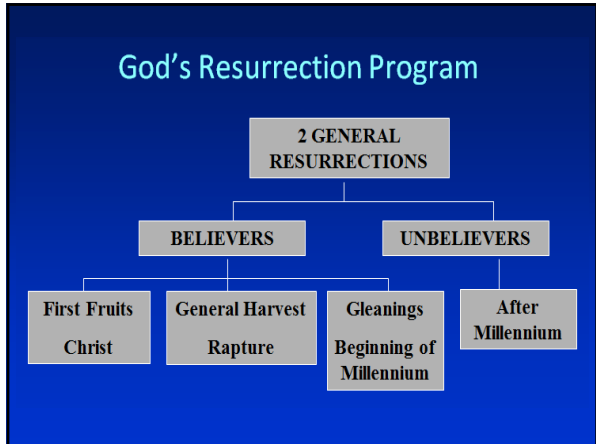 God's Resurrection Program
2 GENERAL
RESURRECTIONS
BELIEVERS
UNBELIEVERS
First Fruits
Christ
General Harvest
Rapture
Gleanings
Beginning of
Millennium
After
Millennium